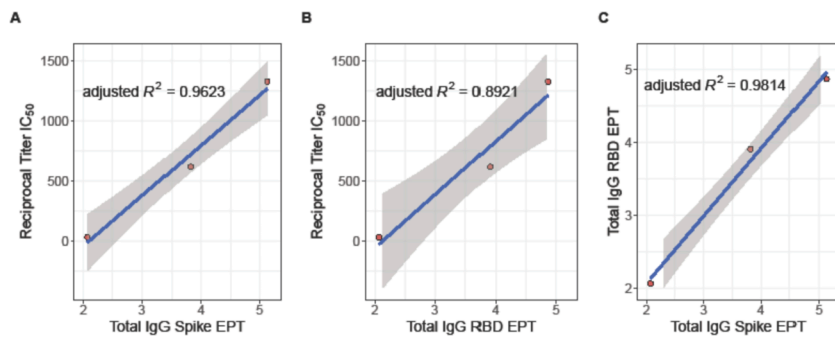 A
B
C
Reciprocal Titer IC50
1500
1000
500
0
adjusted R² = 0.9623
2
3
4
5
Total IgG Spike EPT
Reciprocal Titer IC50
1500
1000
500
0
adjusted R² = 0.8921
2
3
4
5
Total IgG RBD EPT
Total IgG RBD EPT
5
4
3
2
adjusted R² = 0.9814
2
3
4
5
Total IgG Spike EPT